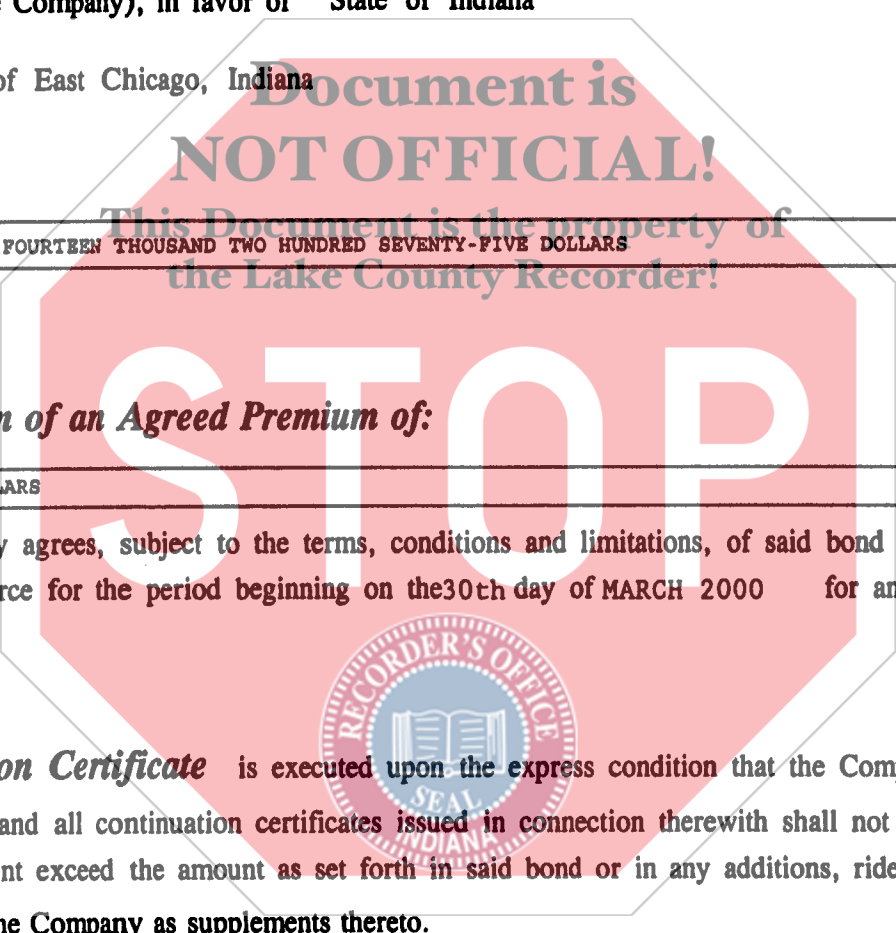 Company), in favor of State of Indiana
of East Chicago, Indiana
Document is
NOT OFFICIAL!
This Document is the property of
FOURTEEN THOUSAND TWO HUNDRED SEVENTY-FIVE DOLLARS
the Lake County Recorder!
STOP
n of an Agreed Premium of:
LARS
y agrees, subject to the terms, conditions and limitations, of said bond
rce for the period beginning on the30th day of MARCH 2000 for an
RECORDER'S OFFICE
SEAL
INDIANA
on Certificate is executed upon the express condition that the Com
and all continuation certificates issued in connection therewith shall not
nt exceed the amount as set forth in said bond or in any additions, ride
he Company as supplements thereto.